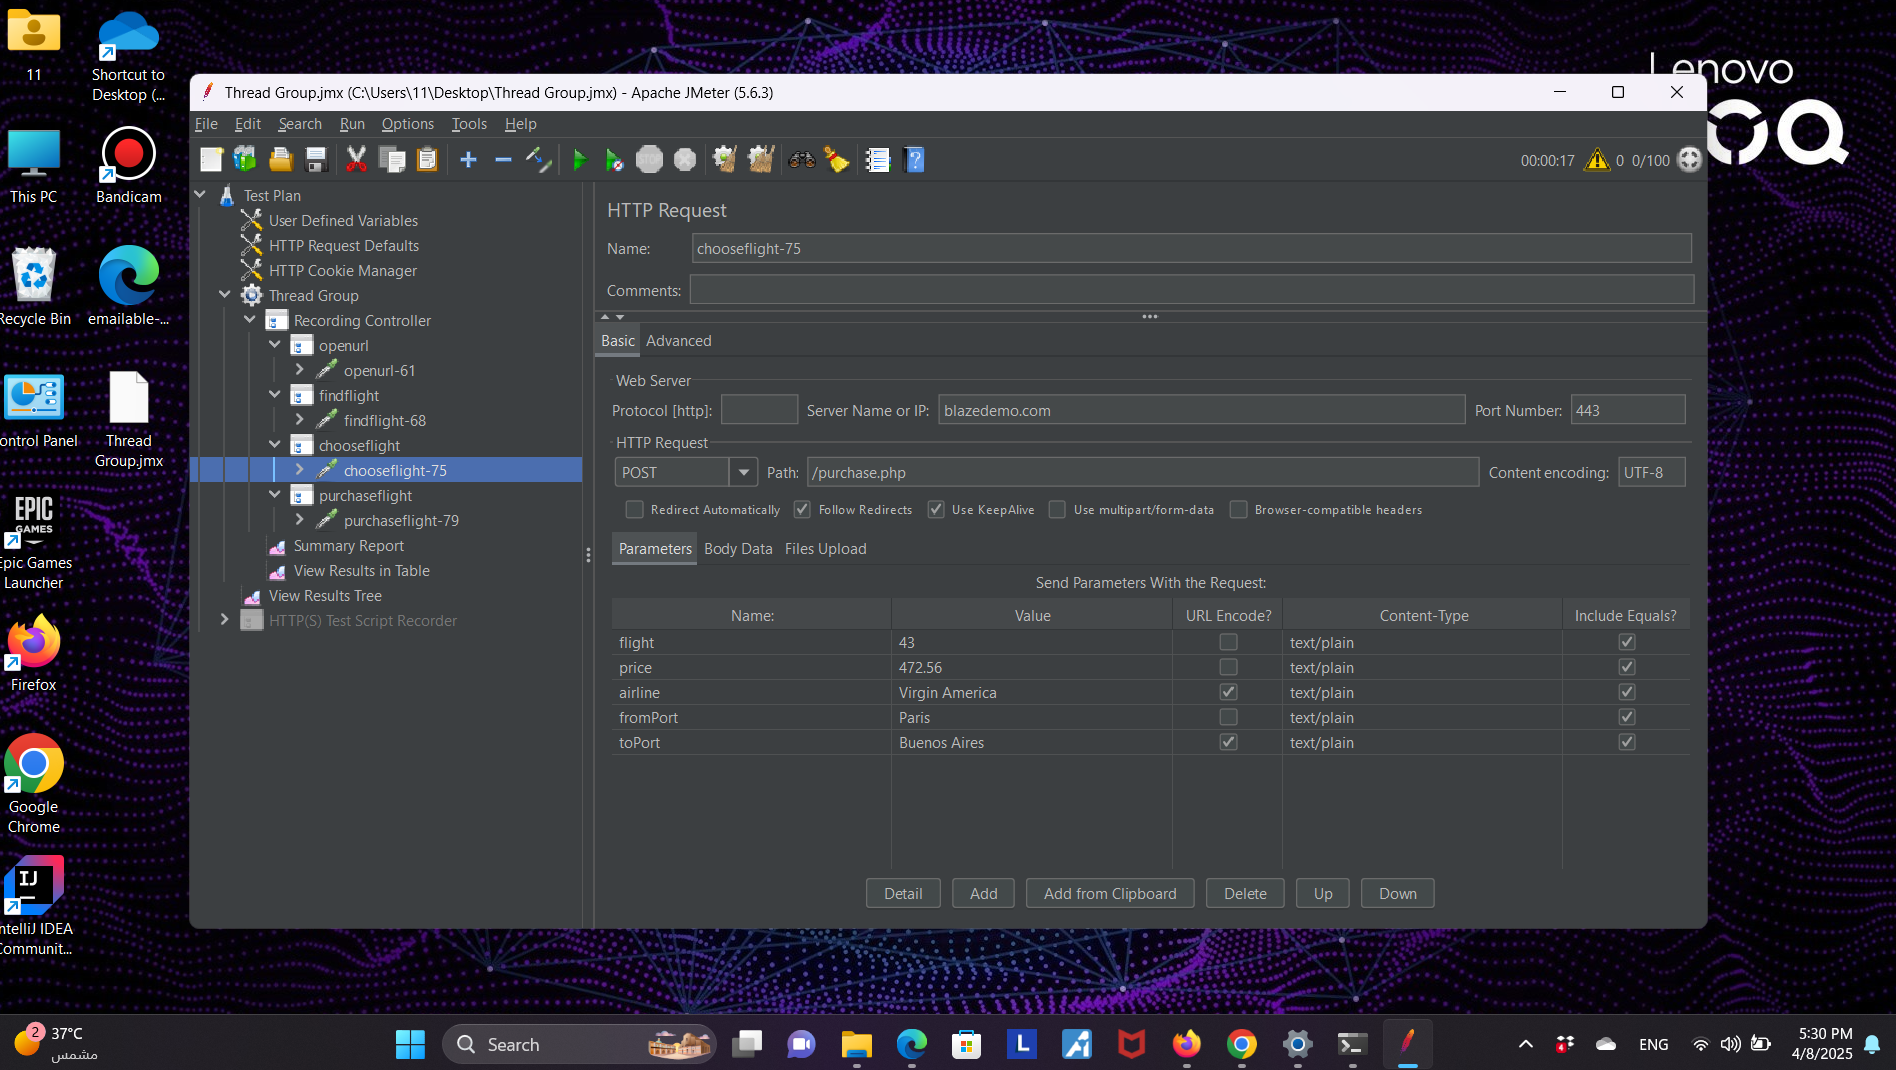 11
Shortcut to
Desktop (...
This PC
Bandicam
Recycle Bin
emailable-...
ontrol Panel
Thread
Group.jmx
EPIC
GAMES
Epic Games
Launcher
Firefox
Google
Chrome
IJ
ntelliJ IDEA
Communit...
Lenovo
Thread Group.jmx (C:\Users\11\Desktop\Thread Group.jmx) - Apache JMeter (5.6.3)
File Edit Search Run Options Tools Help
STOP
00:00:17 0 0/100
Test Plan
User Defined Variables
HTTP Request Defaults
HTTP Cookie Manager
Thread Group
Recording Controller
openurl
openurl-61
findflight
findflight-68
chooseflight
chooseflight-75
purchaseflight
purchaseflight-79
Summary Report
View Results in Table
View Results Tree
HTTP(S) Test Script Recorder
HTTP Request
Name: chooseflight-75
Comments:
Basic Advanced
Web Server
Protocol [http]: Server Name or IP: blazedemo.com Port Number: 443
HTTP Request
POST Path: /purchase.php Content encoding: UTF-8
Redirect Automatically Follow Redirects Use KeepAlive Use multipart/form-data Browser-compatible headers
Parameters Body Data Files Upload
Send Parameters With the Request:
Name: Value URL Encode? Content-Type Include Equals?
flight 43 text/plain
price 472.56 text/plain
airline Virgin America text/plain
fromPort Paris text/plain
toPort Buenos Aires text/plain
Detail Add Add from Clipboard Delete Up Down
2
37°C
مشمس
Search
L
4
ENG
5:30 PM
4/8/2025